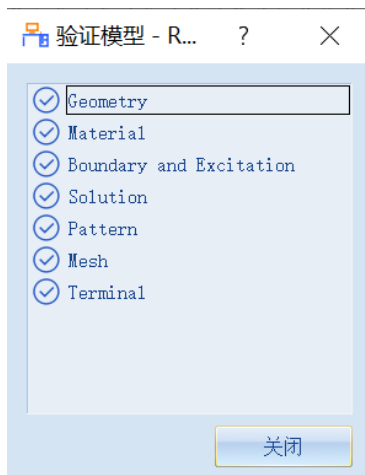 验证模型 - R... ?
Geometry
Material
Boundary and Excitation
Solution
Pattern
Mesh
Terminal
关闭